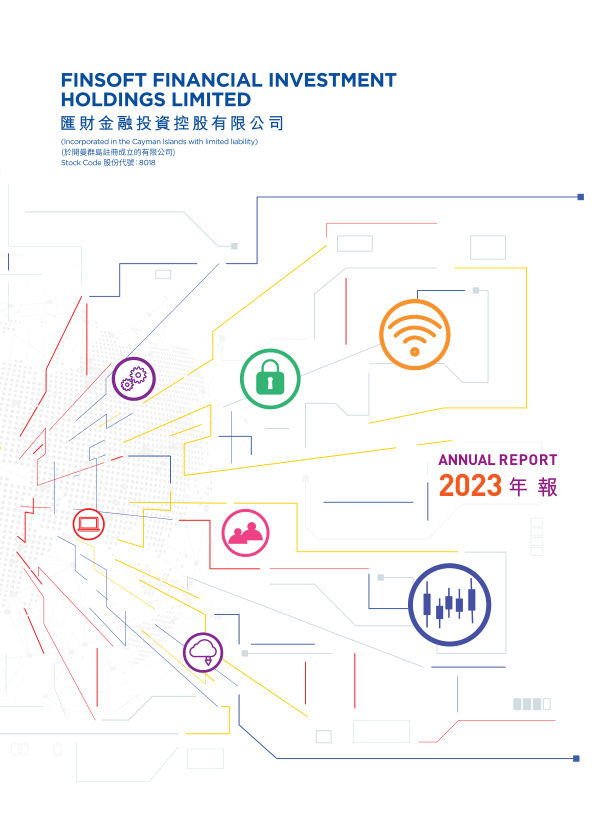 FINSOFT FINANCIAL INVESTMENT
HOLDINGS LIMITED
匯財金融投資控股有限公司
(Incorporated in the Cayman Islands with limited liability)
(於開曼群島註冊成立的有限公司)
Stock Code 股份代號：8018
ANNUAL REPORT
2023 年 報